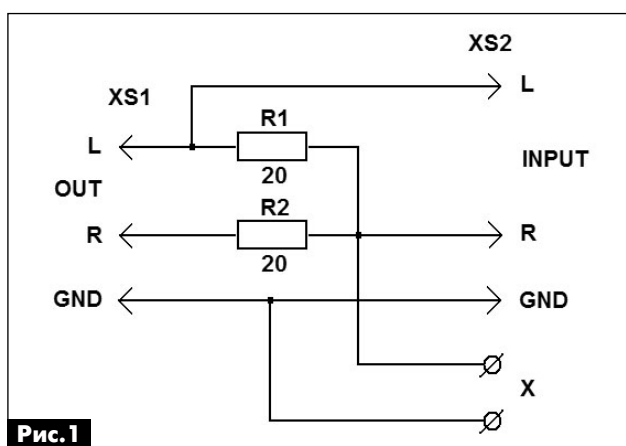 XS2
L
XS1
R1
L
20
INPUT
OUT
R2
R
R
20
GND
GND
X
Рис.1